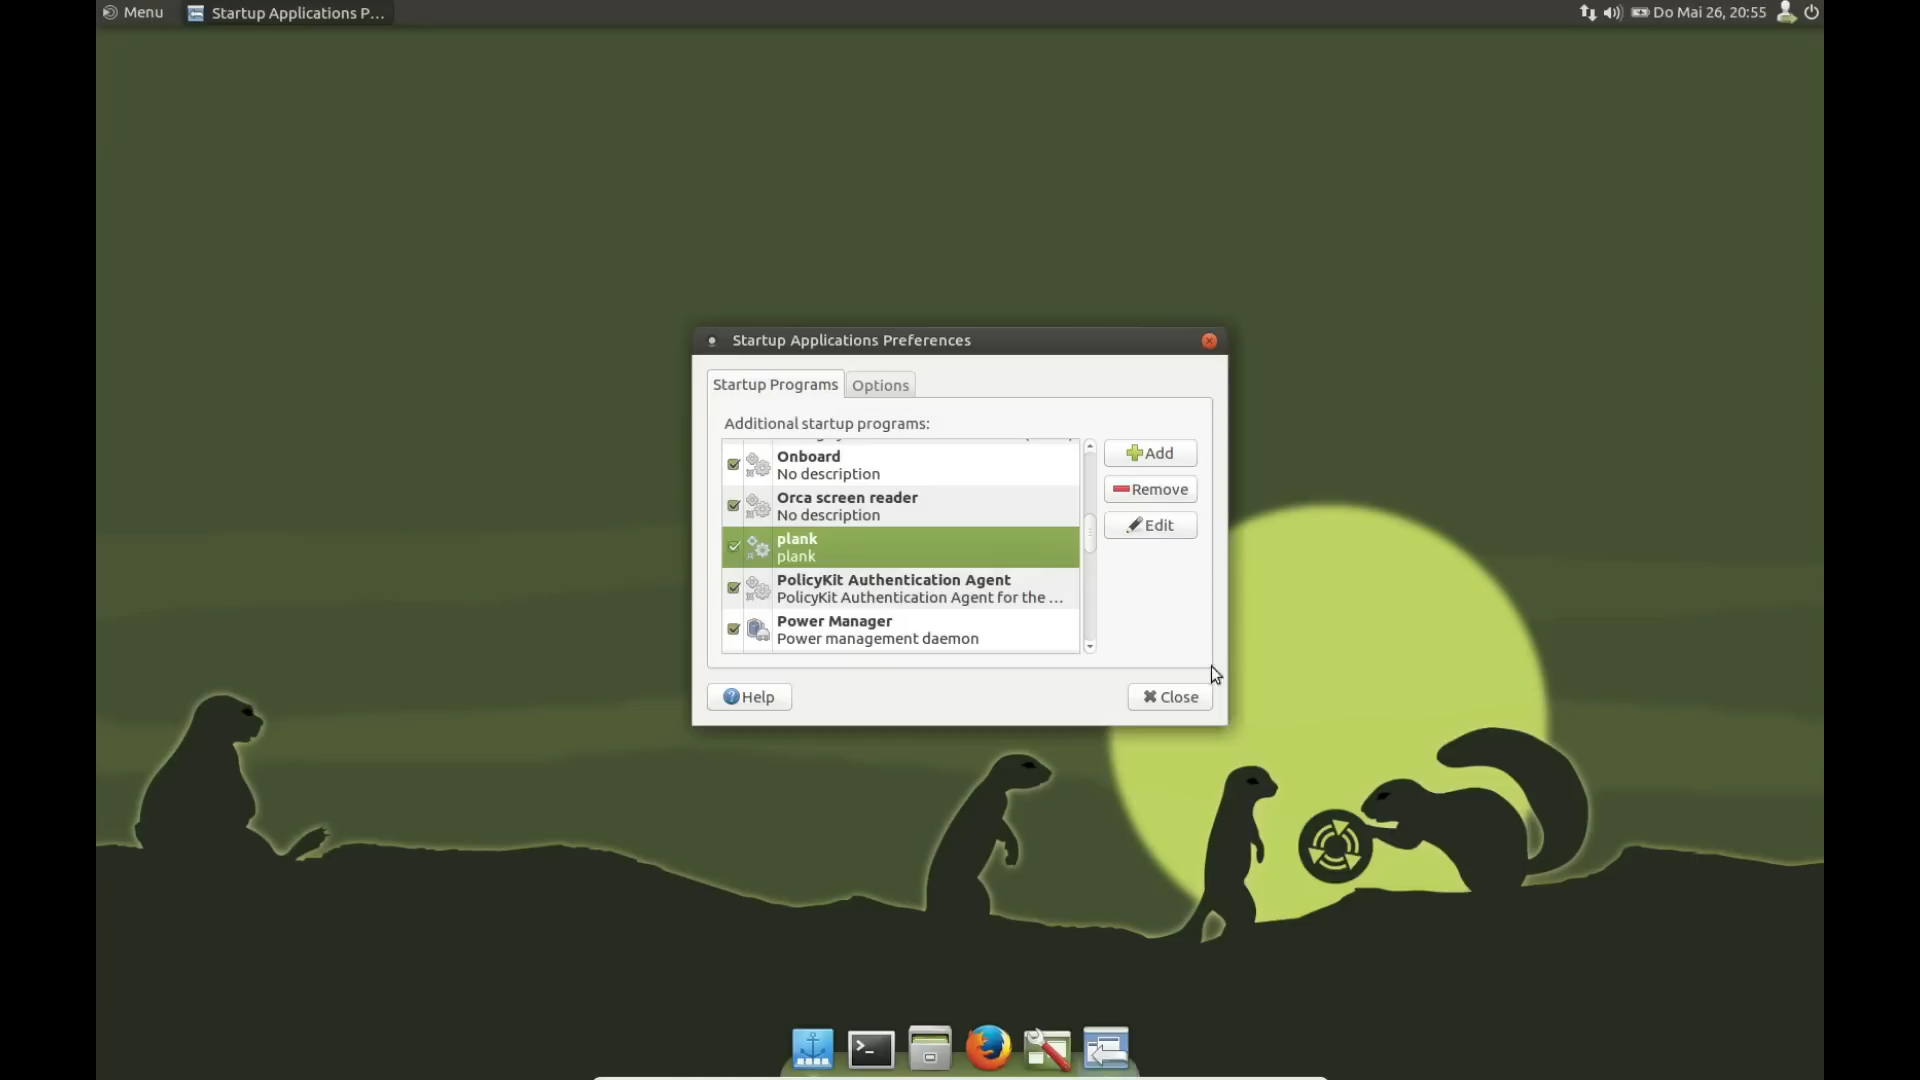 Menu
Startup Applications P...
Do Mai 26, 20:55
Startup Applications Preferences
Startup Programs
Options
Additional startup programs:
Onboard
No description
Orca screen reader
No description
plank
plank
PolicyKit Authentication Agent
PolicyKit Authentication Agent for the ...
Power Manager
Power management daemon
Add
Remove
Edit
Help
Close